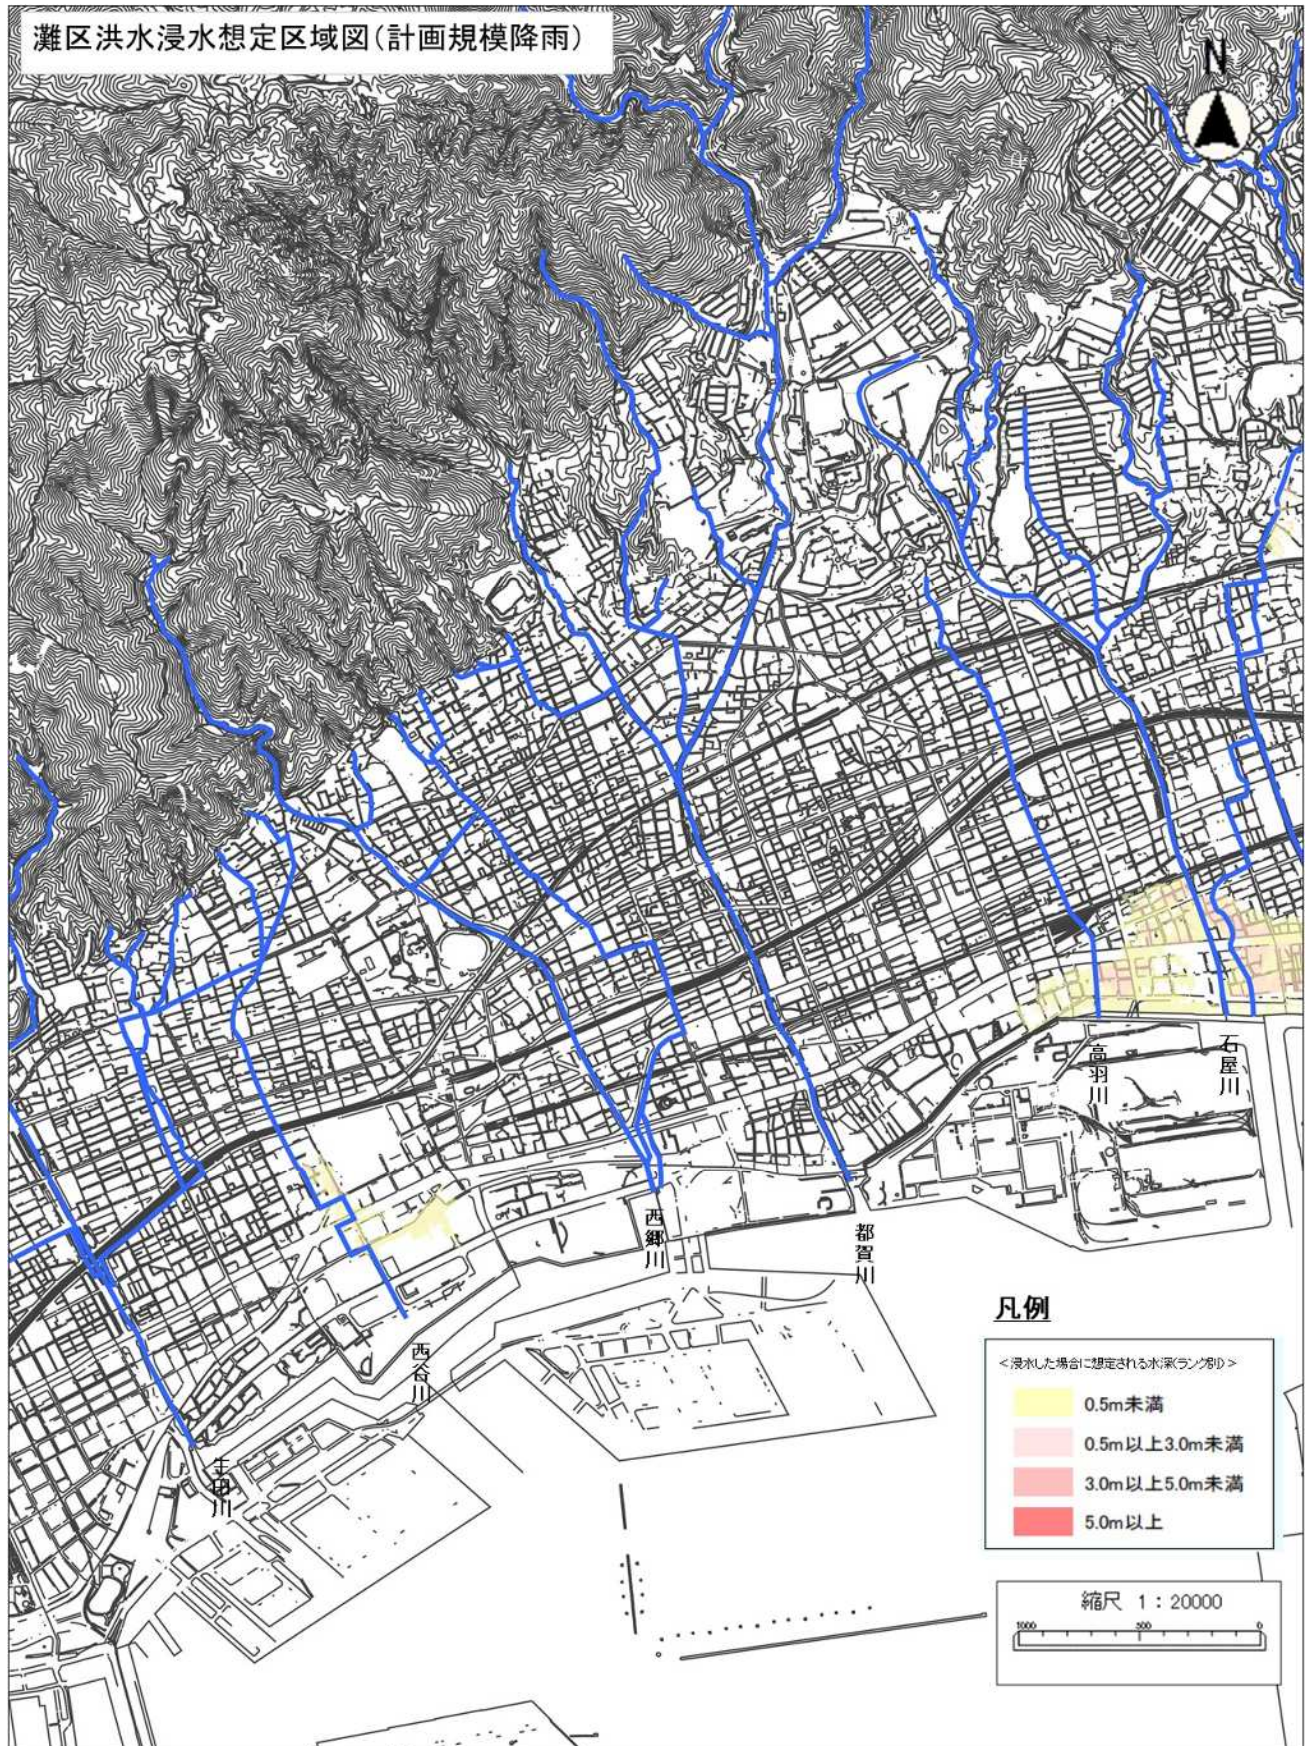 灘区洪水浸水想定区域図(計画規模降雨)
N
高羽川
石屋川
西郷川
都賀川
西谷川
生田川
凡例
<浸水した場合に想定される水深(ランク別)>
0.5m未満
0.5m以上3.0m未満
3.0m以上5.0m未満
5.0m以上
縮尺 1:20000
1000 500 0